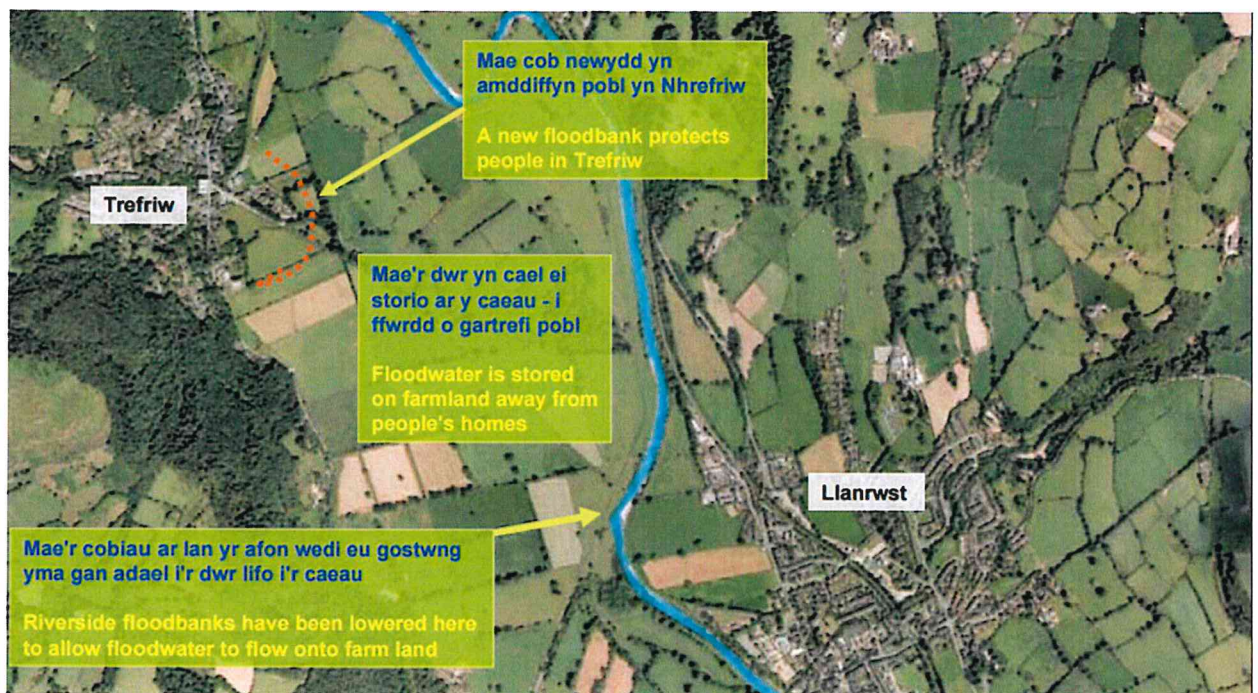 Mae cob newydd yn
amddiffyn pobl yn Nhrefriw
A new floodbank protects
people in Trefriw
Trefriw
Mae'r dwr yn cael ei
storio ar y caeau - i
ffwrdd o gartrefi pobl
Floodwater is stored
on farmland away from
people's homes
Llanrwst
Mae'r cobiau ar lan yr afon wedi eu gostwng
yma gan adael i'r dwr lifo i'r caeau
Riverside floodbanks have been lowered here
to allow floodwater to flow onto farm land